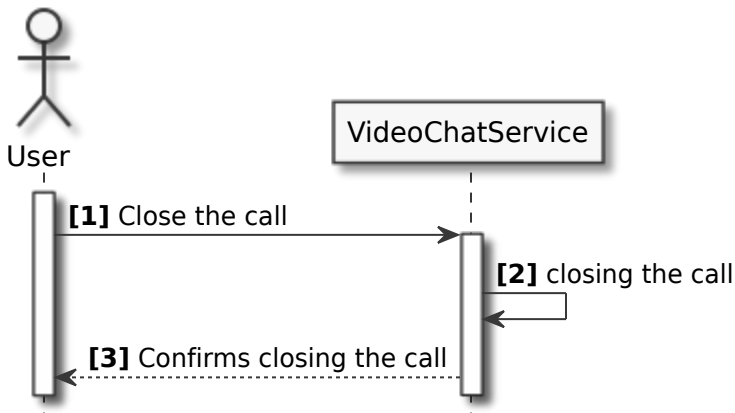 User
VideoChatService
[1] Close the call
[2] closing the call
[3] Confirms closing the call